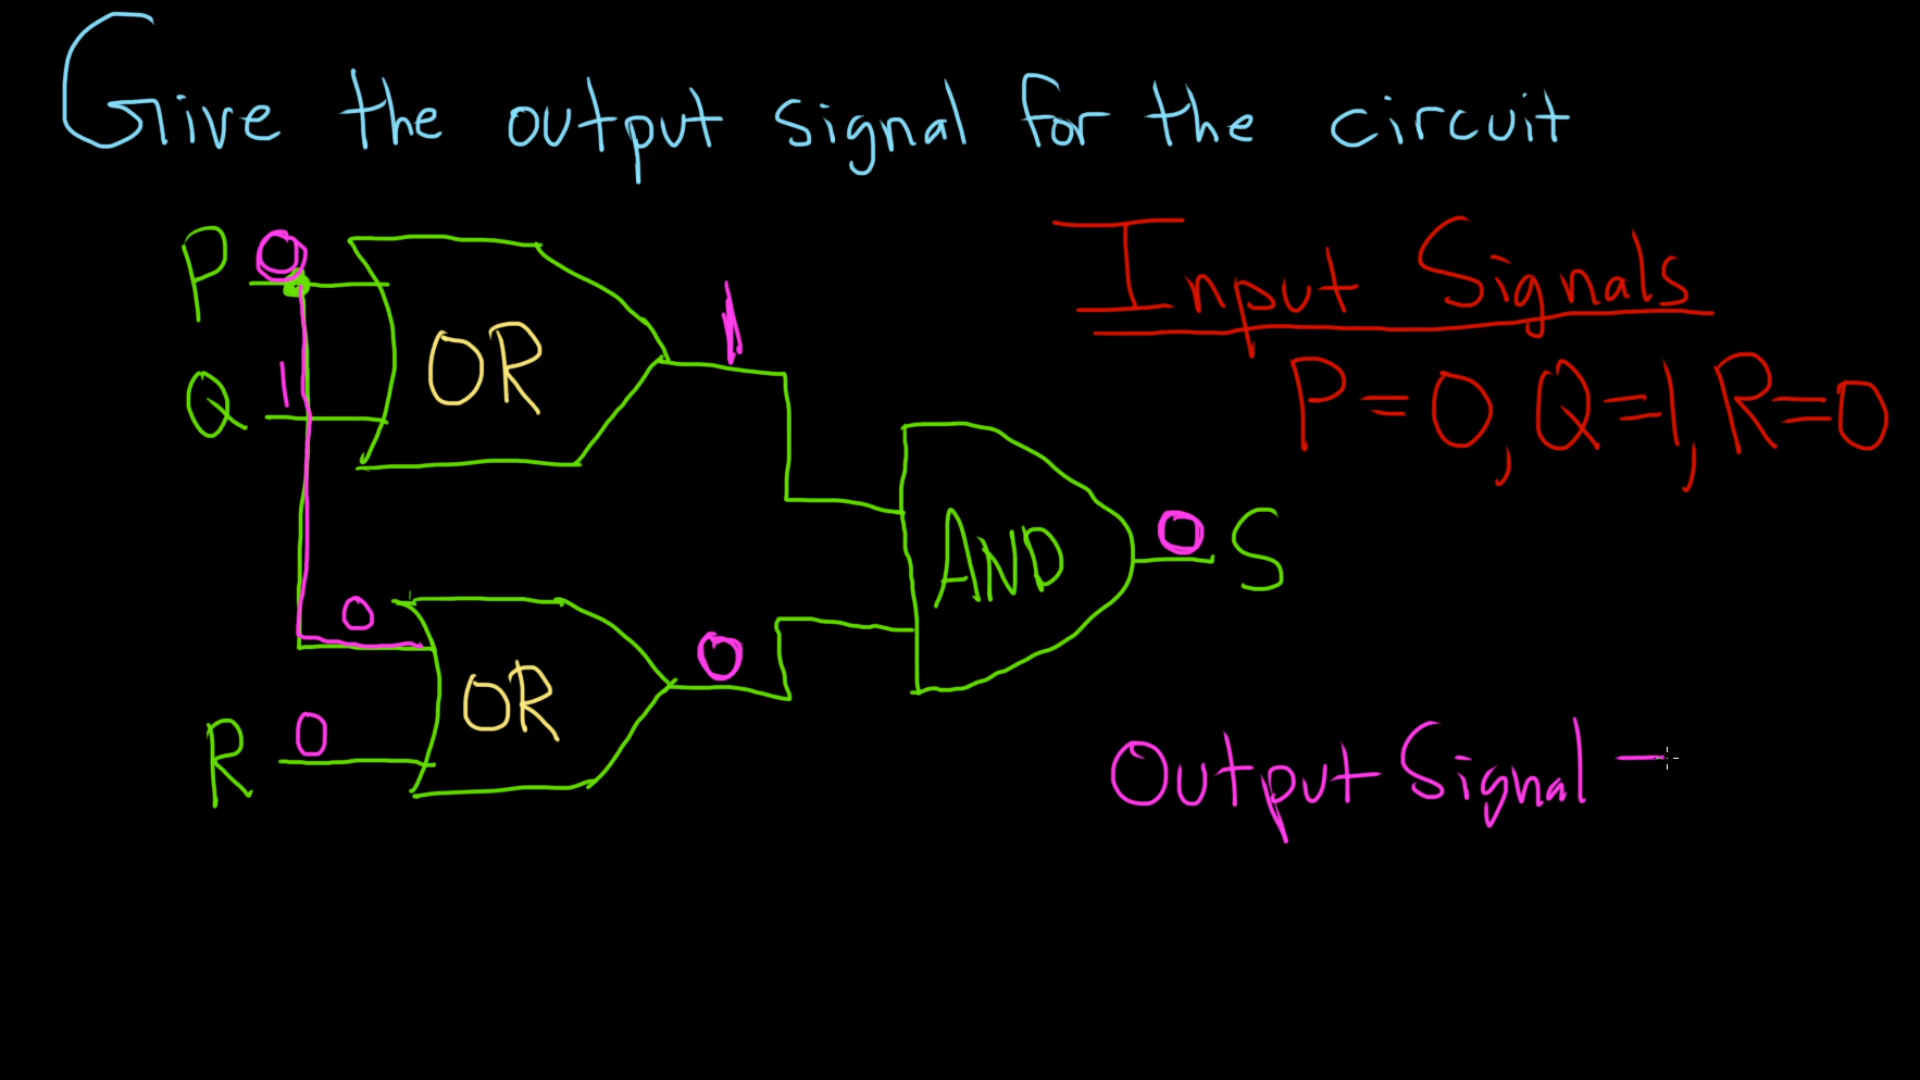 Give the output signal for the circuit
Input Signals
P=0, Q=1, R=0
P 0
OR
1
Q 1
AND
0 S
0
OR
0
R 0
Output Signal -